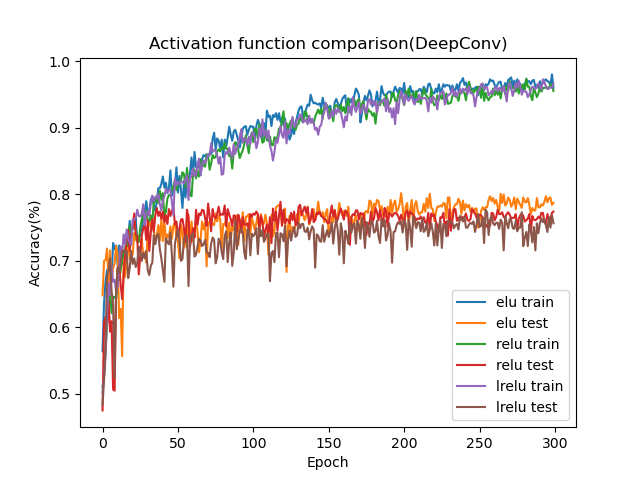 Activation function comparison(DeepConv)
Accuracy(%)
1.0
0.9
0.8
0.7
0.6
0.5
0 50 100 150 200 250 300
Epoch
elu train
elu test
relu train
relu test
lrelu train
lrelu test